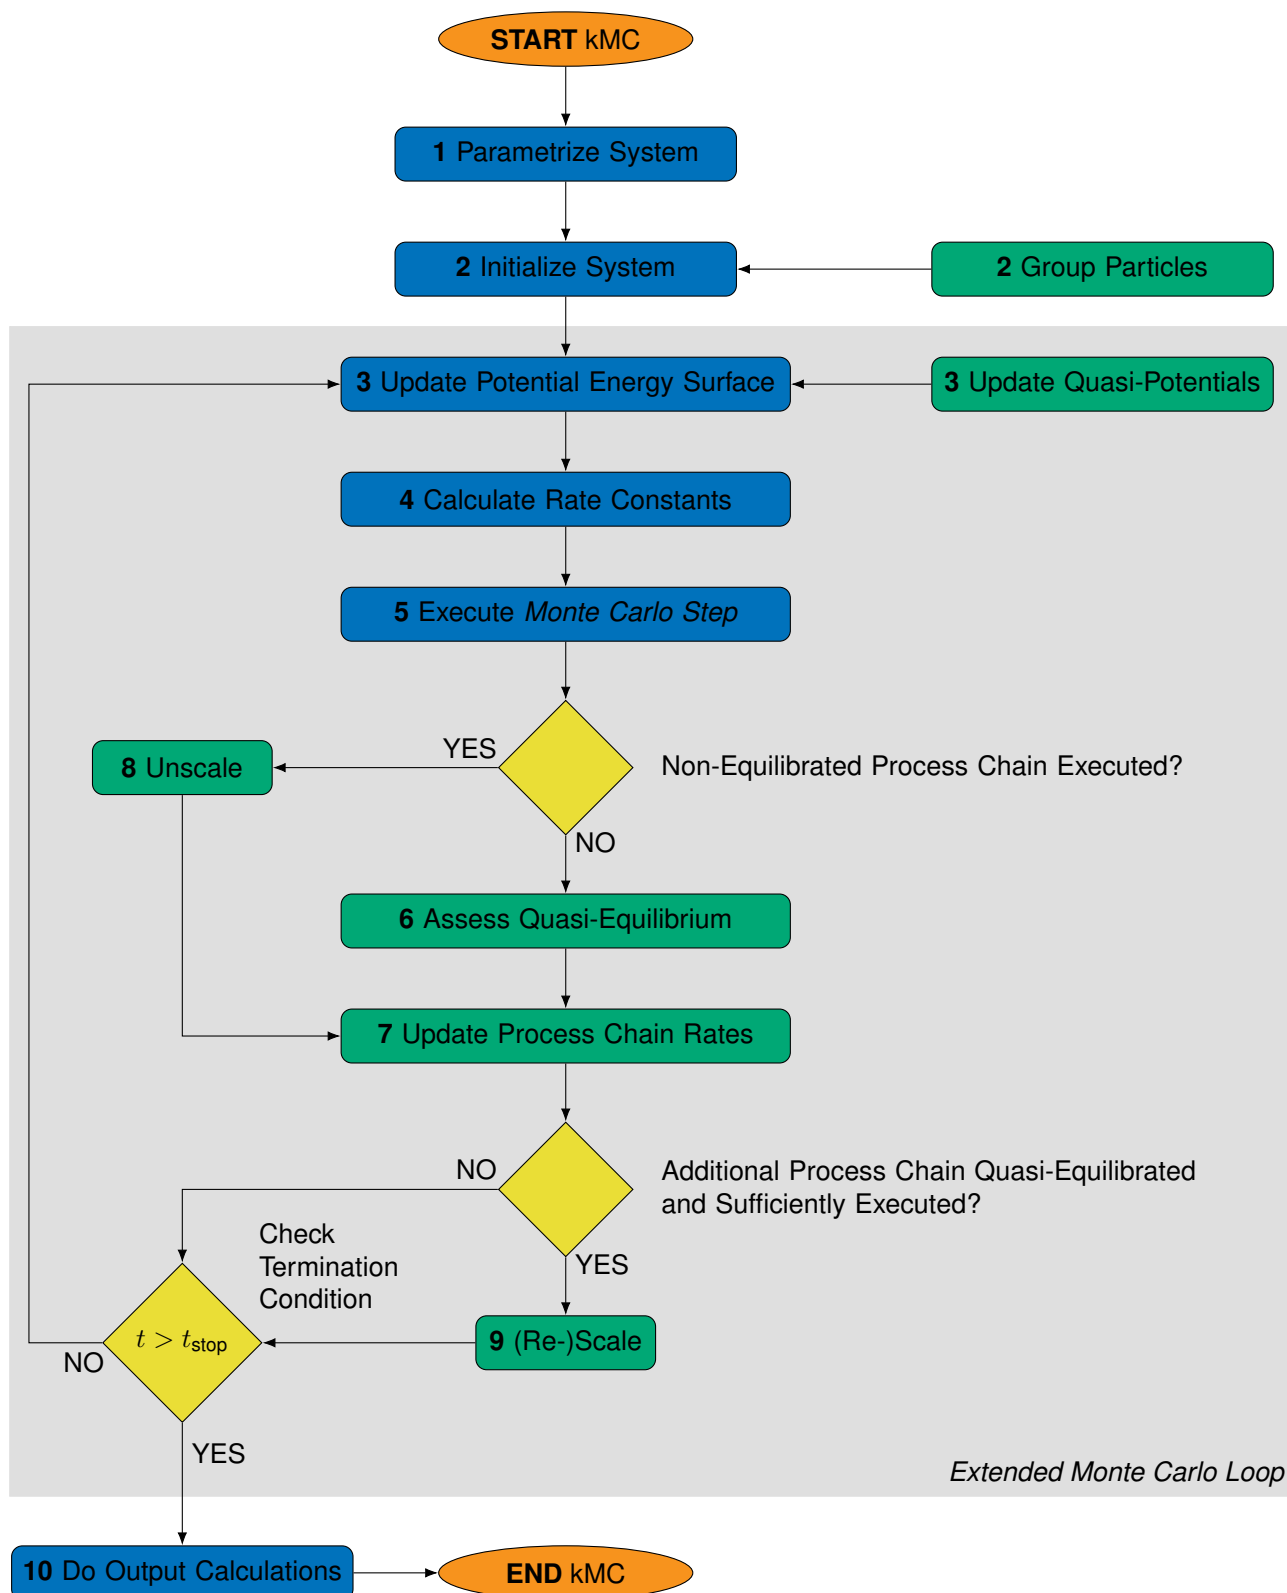 START kMC
1 Parametrize System
2 Initialize System
2 Group Particles
3 Update Potential Energy Surface
3 Update Quasi-Potentials
4 Calculate Rate Constants
5 Execute Monte Carlo Step
YES
8 Unscale
Non-Equilibrated Process Chain Executed?
NO
6 Assess Quasi-Equilibrium
7 Update Process Chain Rates
NO
Additional Process Chain Quasi-Equilibrated
and Sufficiently Executed?
YES
Check
Termination
Condition
t > tstop
NO
9 (Re-)Scale
YES
Extended Monte Carlo Loop
10 Do Output Calculations
END kMC